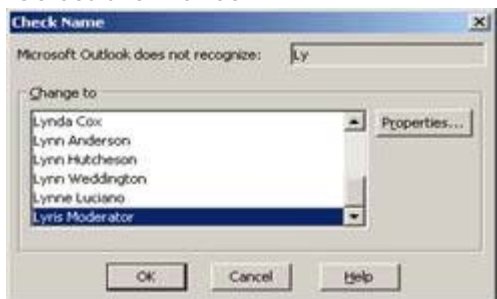 Check Name
Microsoft Outlook does not recognize: Ly
Change to
Lynda Cox
Lynn Anderson
Lynn Hutcheson
Lynn Weddington
Lynne Luciano
Lyris Moderator
Properties...
OK Cancel Help